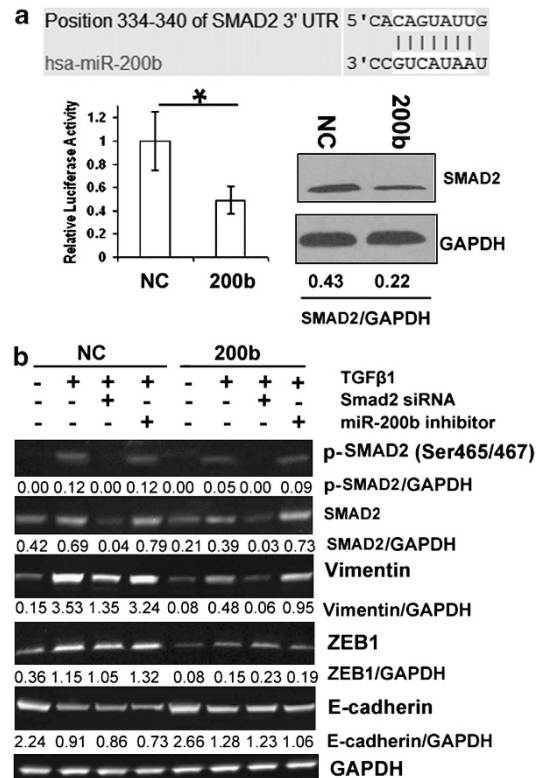 a
Position 334-340 of SMAD2 3' UTR 5'CACAGUAUUG
hsa-miR-200b 3'CCGUCAUAAU
Relative Luciferase Activity
1.2
1
0.8
0.6
0.4
0.2
0
*
NC 200b
NC 200b
SMAD2
GAPDH
0.43 0.22
SMAD2/GAPDH
b
NC 200b
- + + + - + + + TGFβ1
- - + - - - + - Smad2 siRNA
- - - + - - - + miR-200b inhibitor
p-SMAD2 (Ser465/467)
0.00 0.12 0.00 0.12 0.00 0.05 0.00 0.09 p-SMAD2/GAPDH
SMAD2
0.42 0.69 0.04 0.79 0.21 0.39 0.03 0.73 SMAD2/GAPDH
Vimentin
0.15 3.53 1.35 3.24 0.08 0.48 0.06 0.95 Vimentin/GAPDH
ZEB1
0.36 1.15 1.05 1.32 0.08 0.15 0.23 0.19 ZEB1/GAPDH
E-cadherin
2.24 0.91 0.86 0.73 2.66 1.28 1.23 1.06 E-cadherin/GAPDH
GAPDH